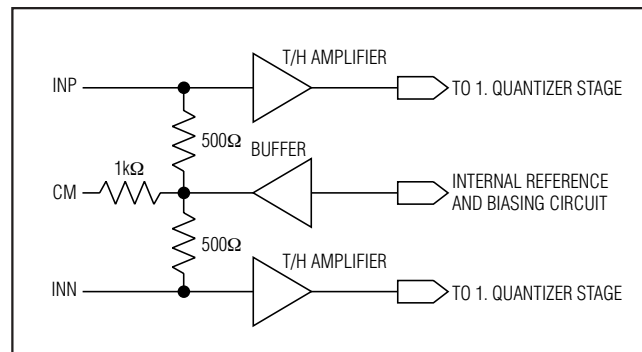 T/H AMPLIFIER
INP
TO 1. QUANTIZER STAGE
500Ω
BUFFER
1kΩ
CM
INTERNAL REFERENCE
AND BIASING CIRCUIT
500Ω
T/H AMPLIFIER
INN
TO 1. QUANTIZER STAGE